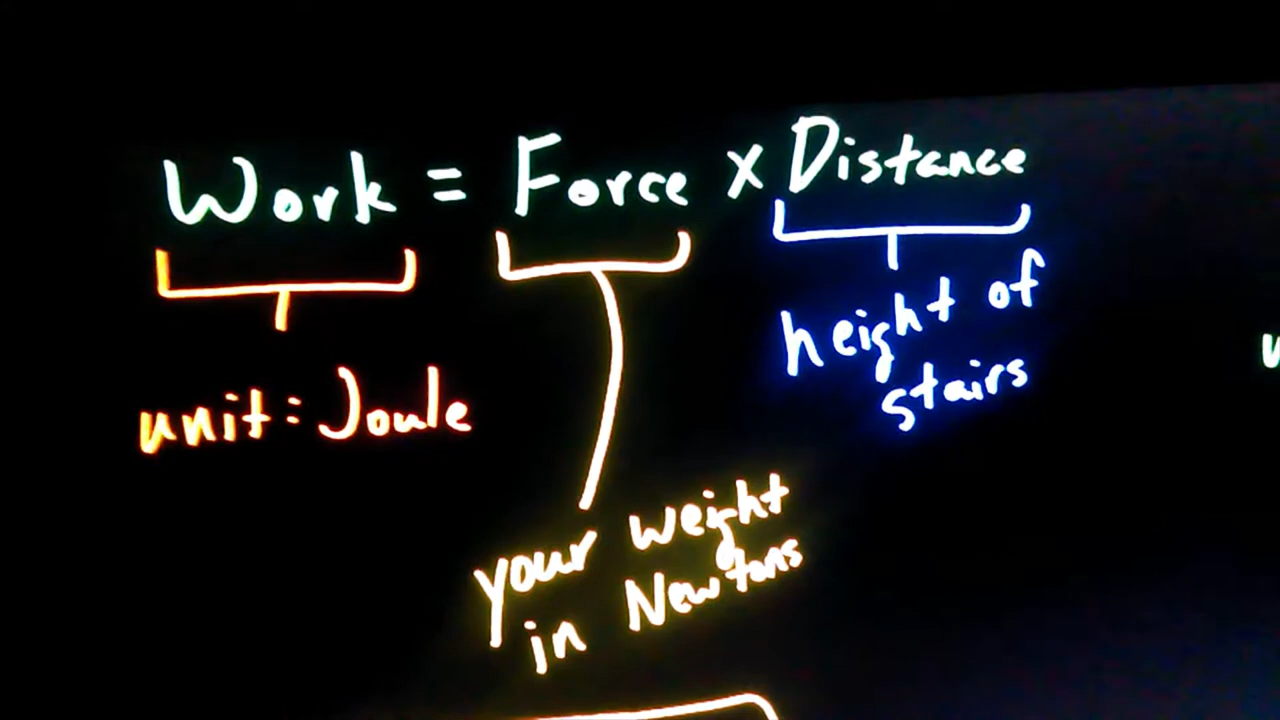 Work = Force x Distance
unit: Joule
your weight
in Newtons
height of
stairs